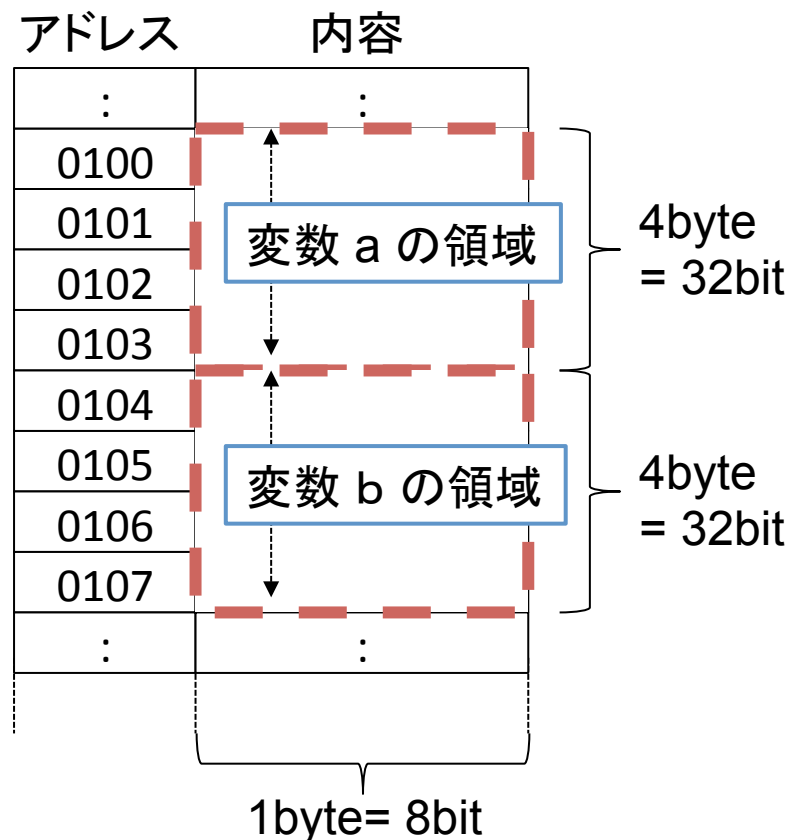 アドレス 内容
: :
0100
0101
0102
0103
変数 a の領域
4byte
= 32bit
0104
0105
0106
0107
変数 b の領域
4byte
= 32bit
: :
1byte= 8bit